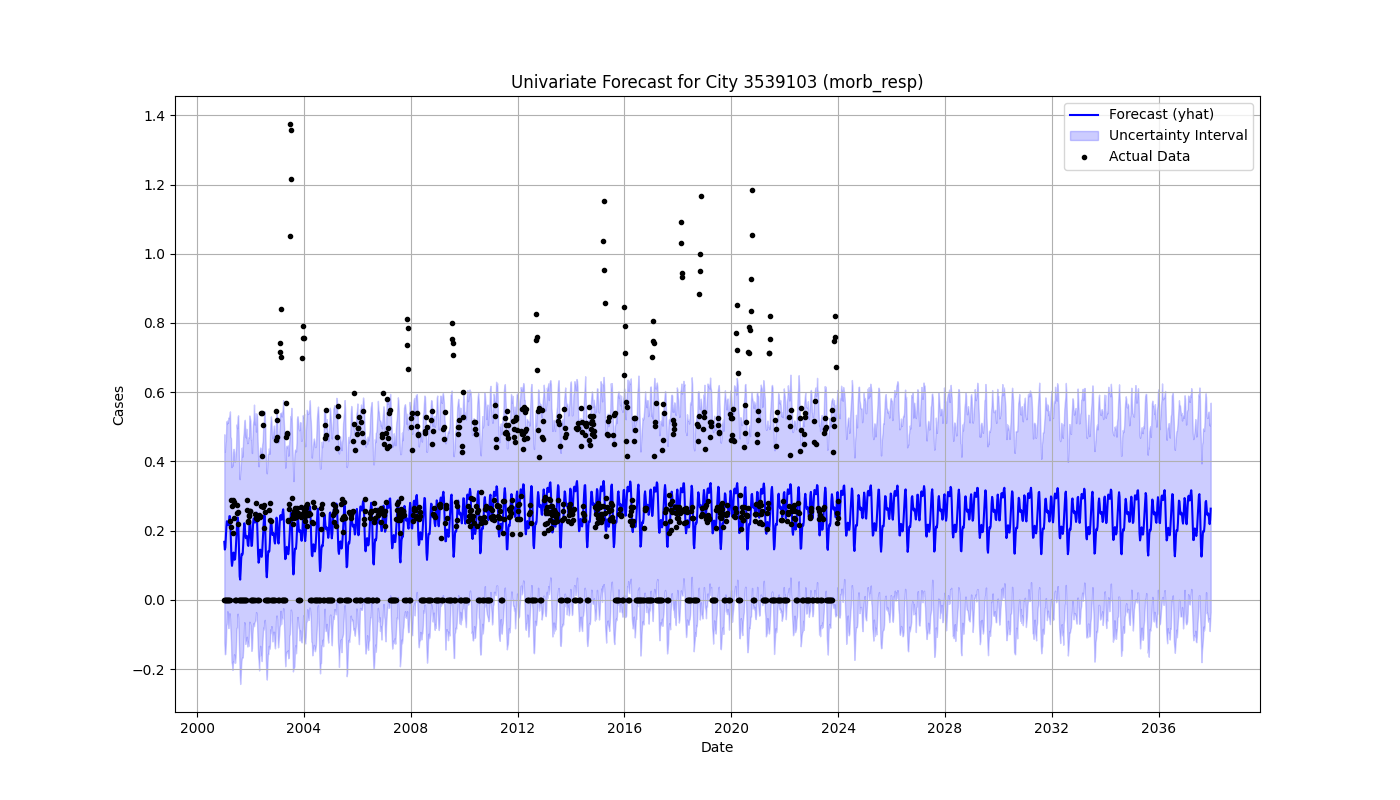 Univariate Forecast for City 3539103 (morb_resp)
Forecast (yhat)
Uncertainty Interval
Actual Data
1.4
1.2
1.0
0.8
0.6
0.4
0.2
0.0
−0.2
Cases
2000 2004 2008 2012 2016 2020 2024 2028 2032 2036
Date